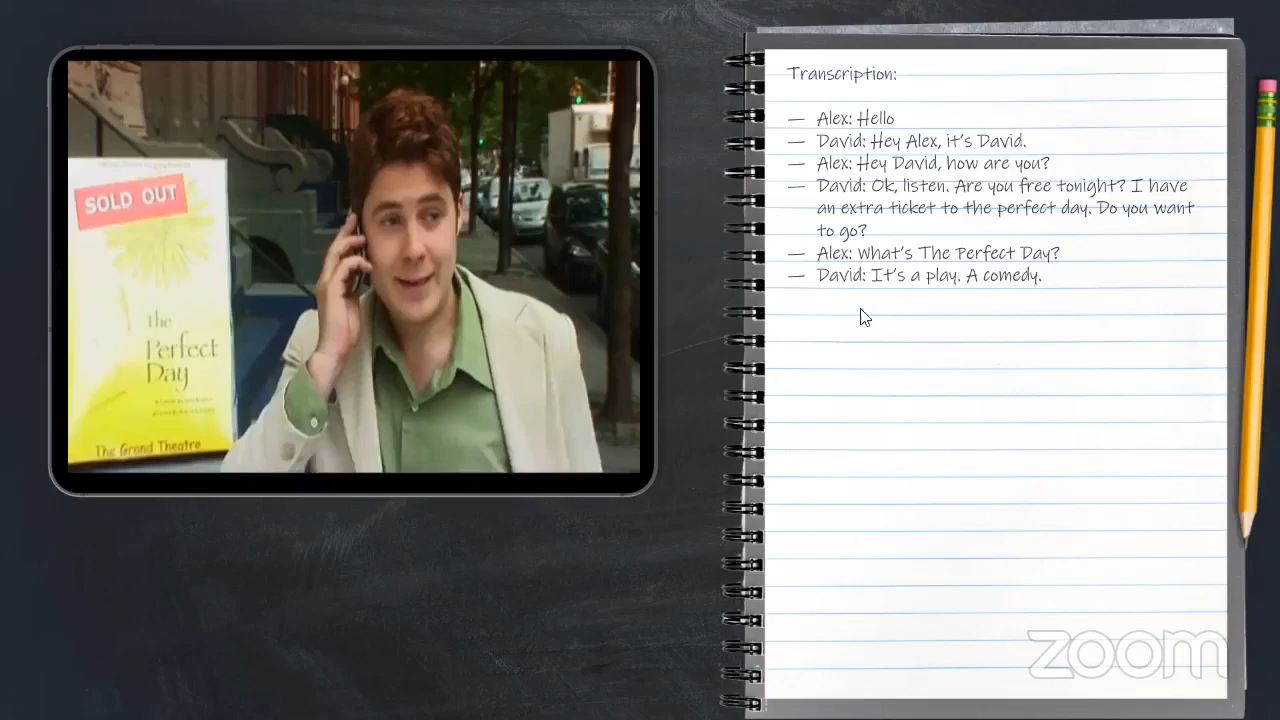 SOLD OUT
The
Perfect
Day
The Grand Theatre
Transcription:
— Alex: Hello
— David: Hey Alex, it's David.
— Alex: Hey David, how are you?
— David: Ok, listen. Are you free tonight? I have
an extra ticket to the perfect day. Do you want
to go?
— Alex: What's The Perfect Day?
— David: It's a play. A comedy.
zoom